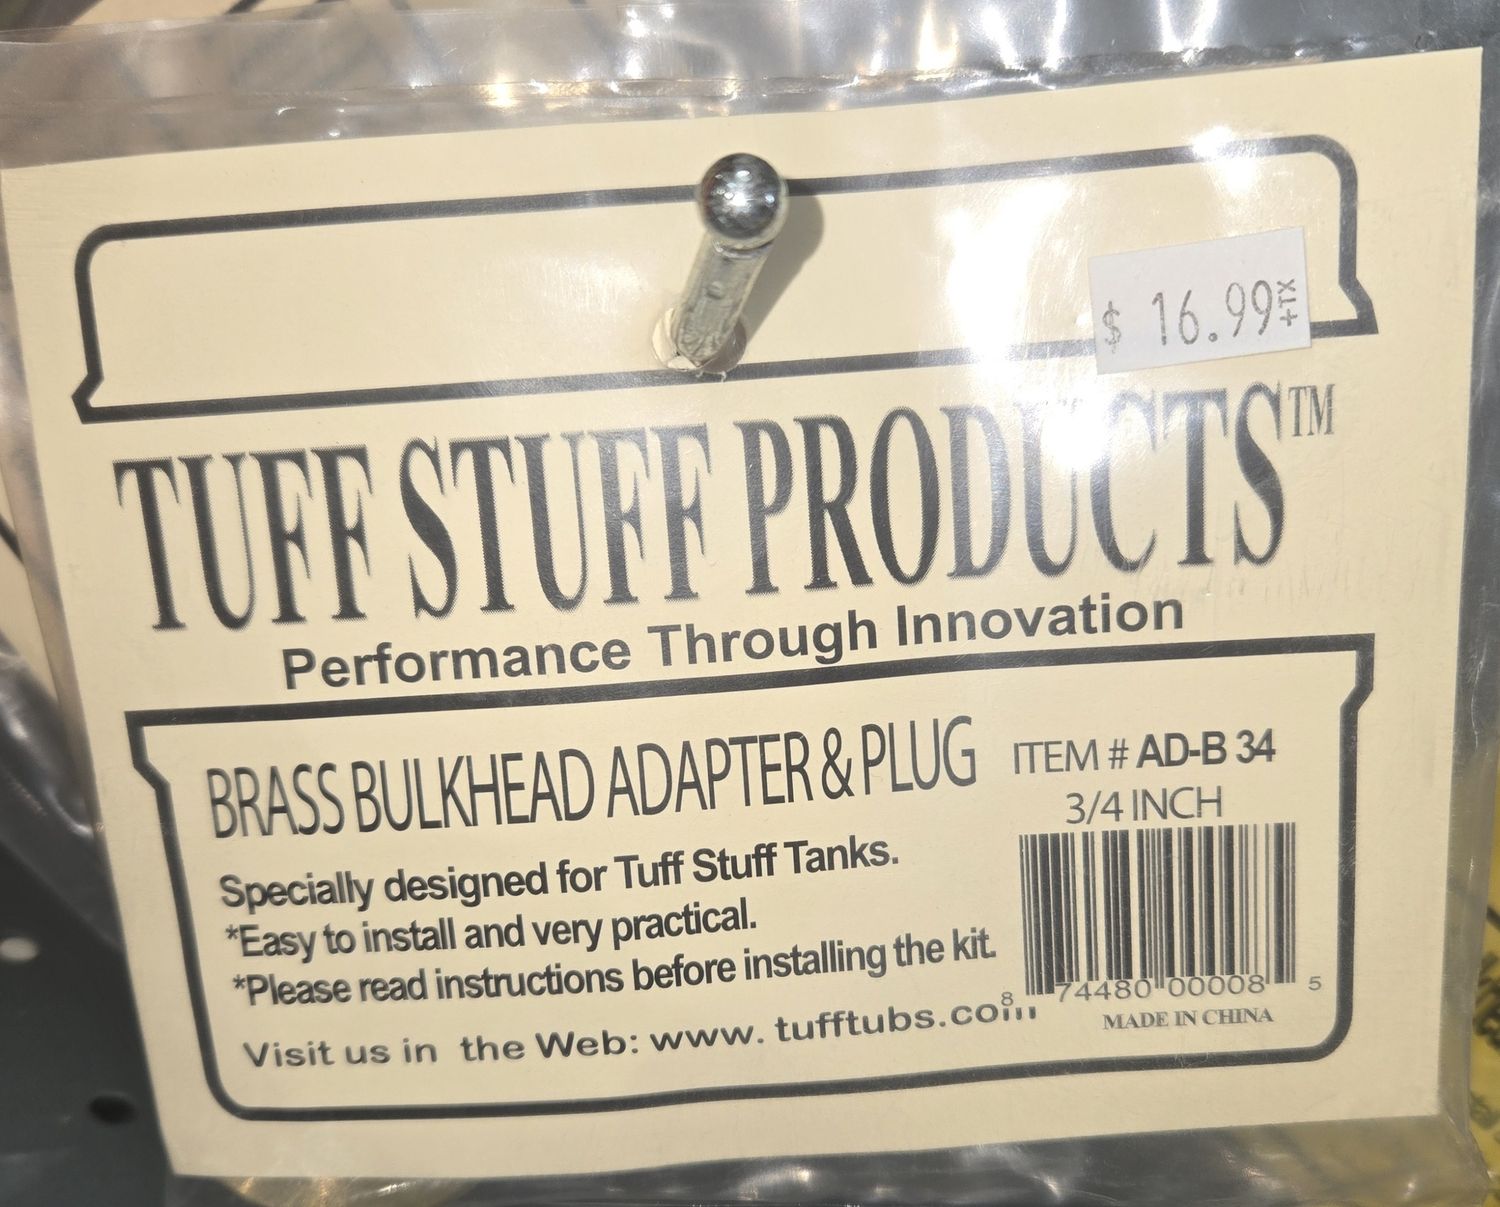 $ 16.99 +TX
TUFF STUFF PRODUCTS™
Performance Through Innovation
BRASS BULKHEAD ADAPTER & PLUG
Specially designed for Tuff Stuff Tanks.
*Easy to install and very practical.
*Please read instructions before installing the kit.
Visit us in the Web: www. tufftubs.com
ITEM # AD-B 34
3/4 INCH
8 74480 00008 5
MADE IN CHINA